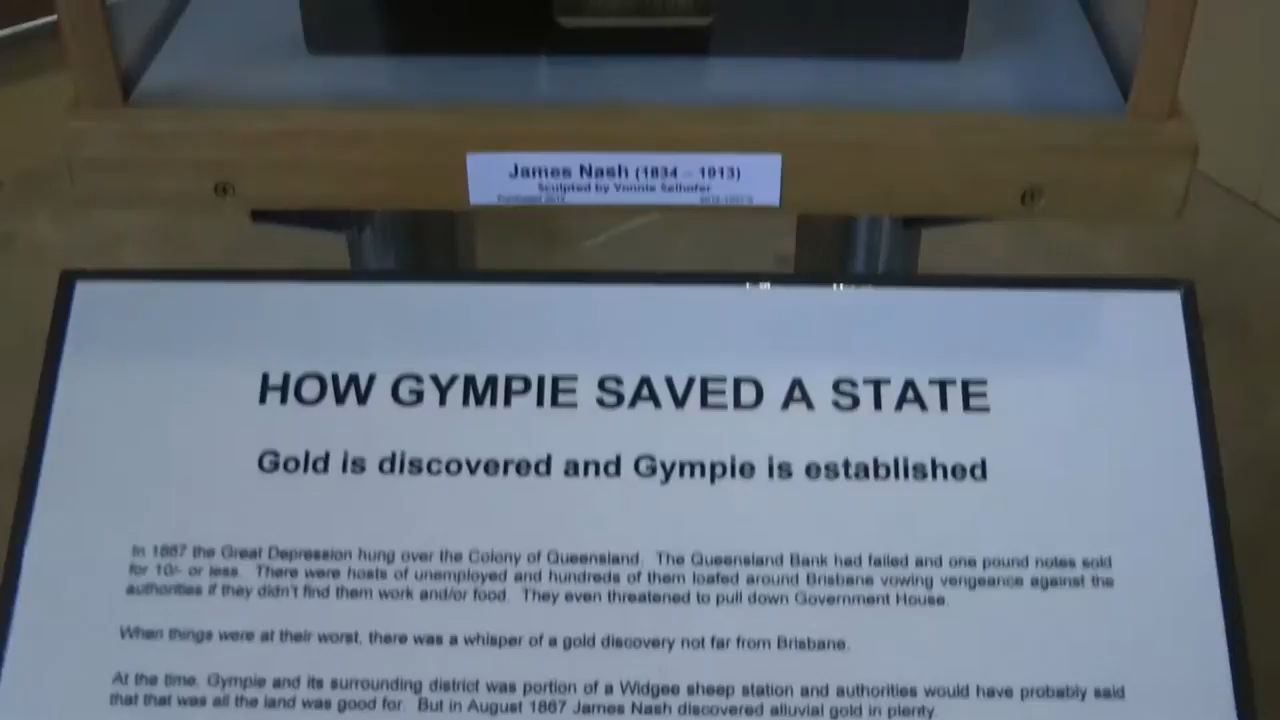 James Nash (1834 - 1913)
Sculpted by Vonnie Selhofer
HOW GYMPIE SAVED A STATE
Gold is discovered and Gympie is established
In 1867 the Great Depression hung over the Colony of Queensland. The Queensland Bank had failed and one pound notes sold
for 10/- or less. There were hosts of unemployed and hundreds of them loafed around Brisbane vowing vengeance against the
authorities if they didn't find them work and/or food. They even threatened to pull down Government House.
When things were at their worst, there was a whisper of a gold discovery not far from Brisbane.
At the time, Gympie and its surrounding district was portion of a Widgee sheep station and authorities would have probably said
that that was all the land was good for. But in August 1867 James Nash discovered alluvial gold in plenty.